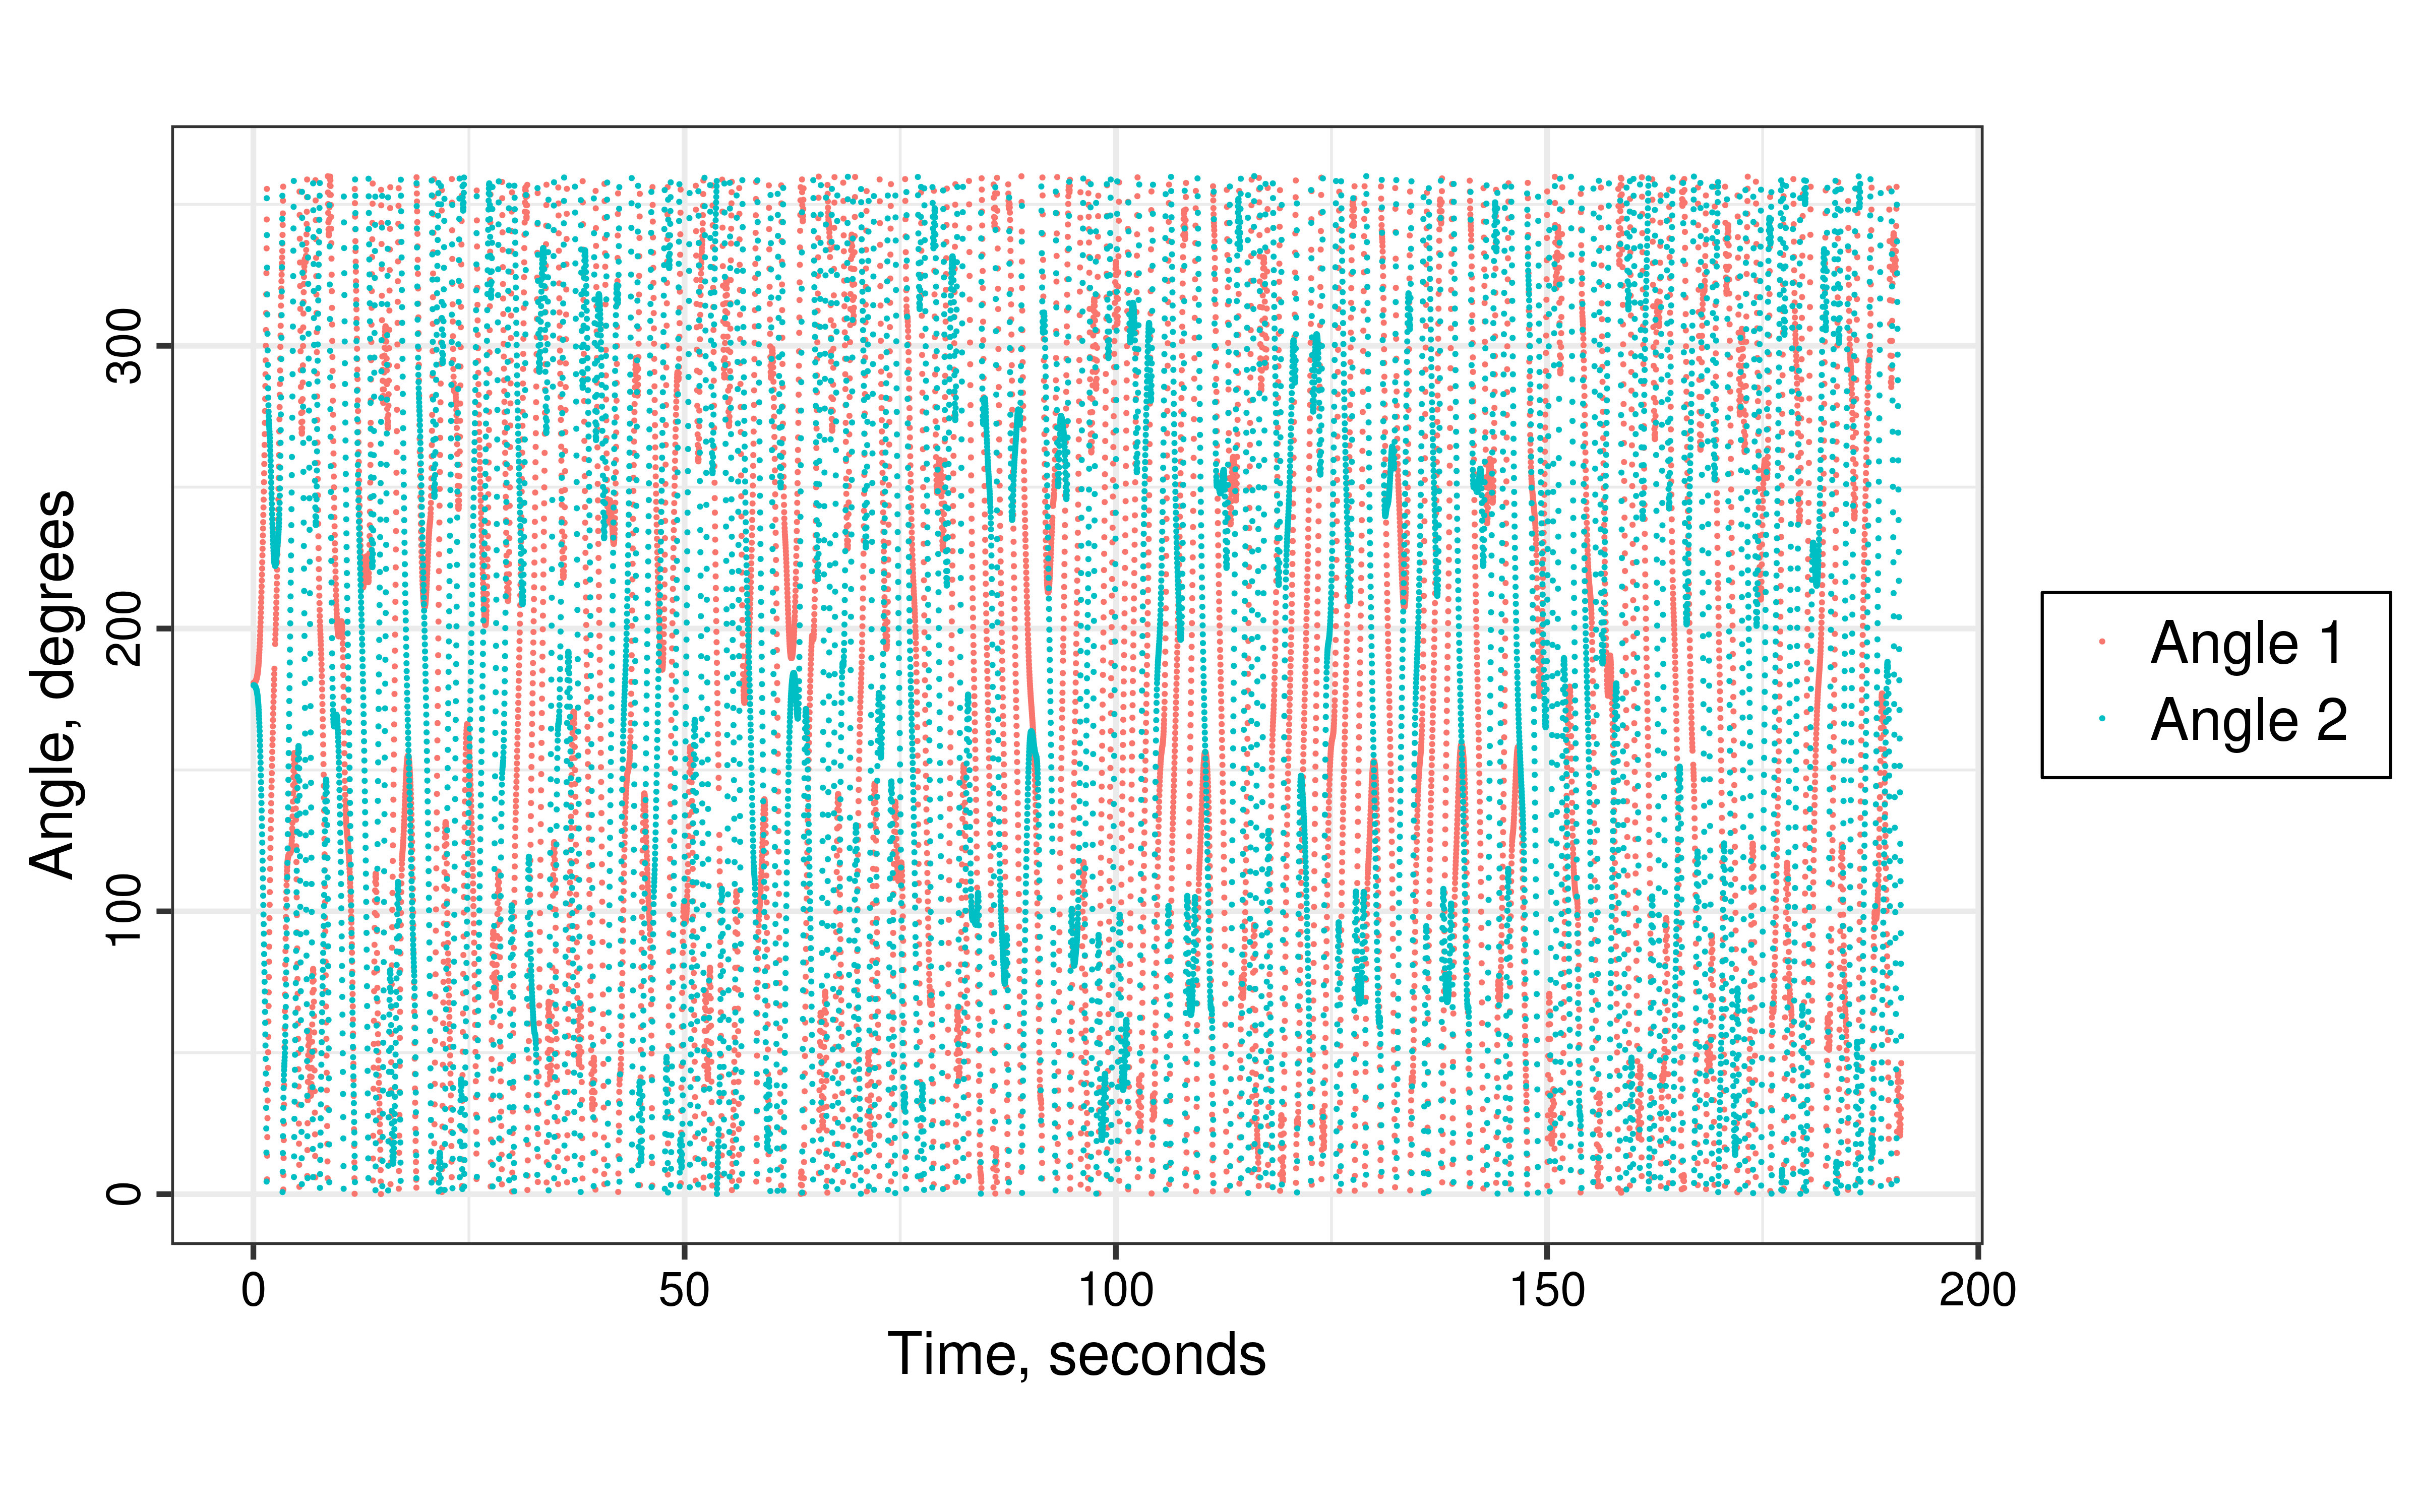 Angle, degrees
300
200
100
0
0 50 100 150 200
Time, seconds
Angle 1
Angle 2